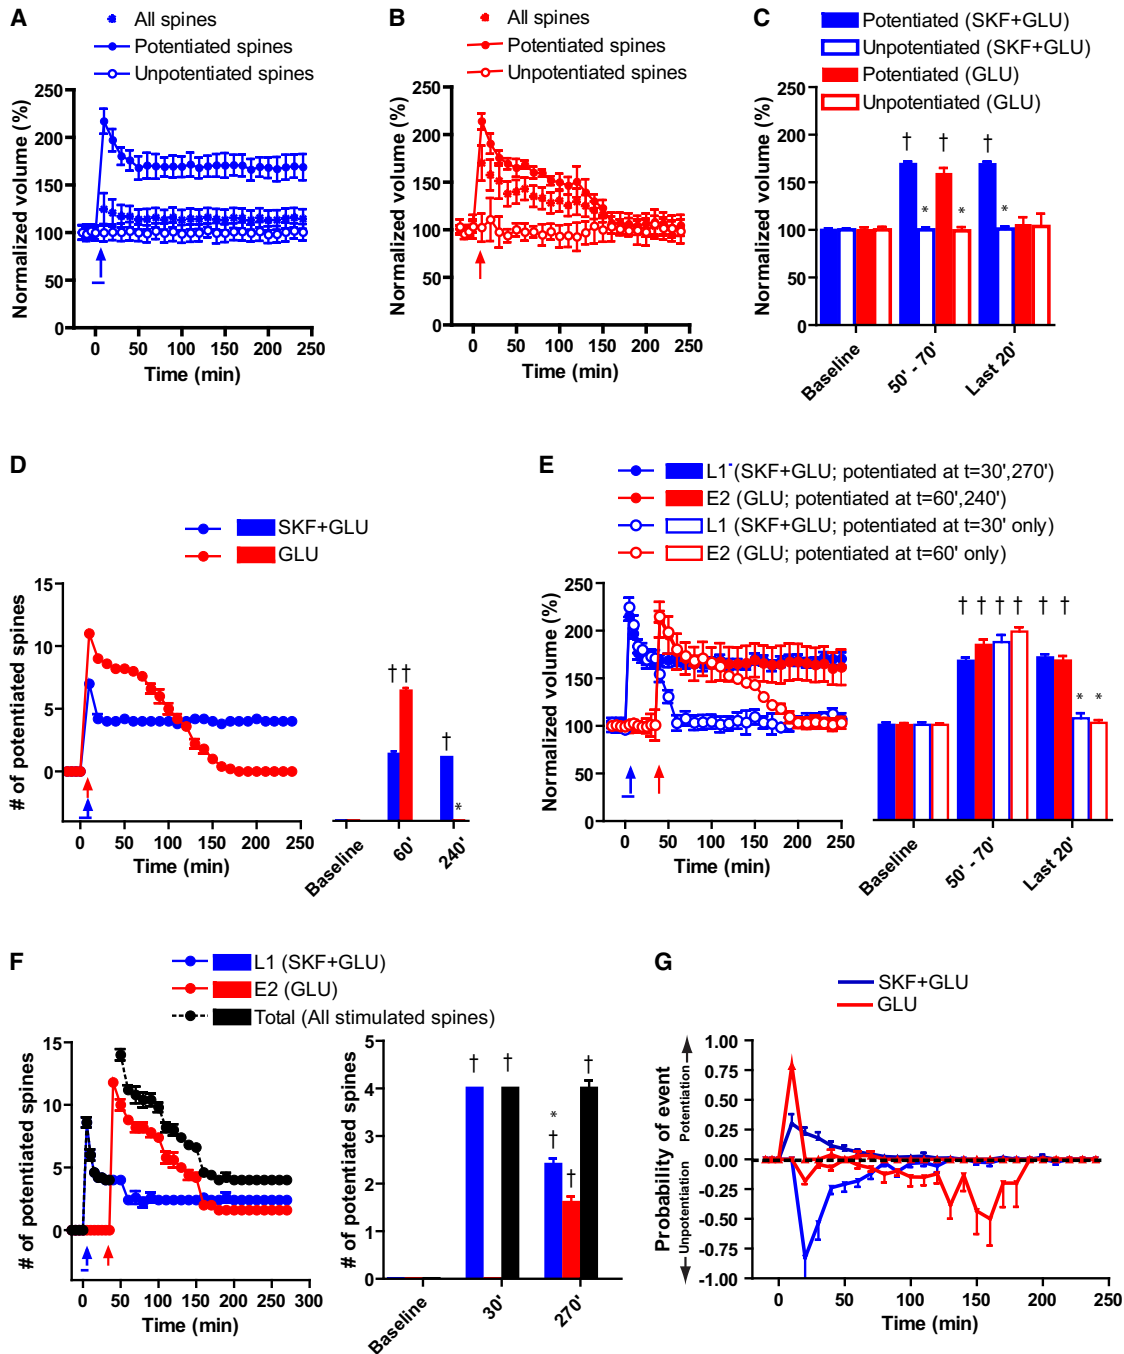 A
All spines
Potentiated spines
Unpotentiated spines
Normalized volume (%)
250
200
150
100
50
0
0 50 100 150 200 250
Time (min)
B
All spines
Potentiated spines
Unpotentiated spines
Normalized volume (%)
250
200
150
100
50
0
0 50 100 150 200 250
Time (min)
C
Potentiated (SKF+GLU)
Unpotentiated (SKF+GLU)
Potentiated (GLU)
Unpotentiated (GLU)
Normalized volume (%)
250
200
150
100
50
0
† † †
* * *
Baseline
50' - 70'
Last 20'
D
SKF+GLU
GLU
# of potentiated spines
15
10
5
0
0 50 100 150 200 250
Time (min)
† † †
*
Baseline
60'
240'
E
L1 (SKF+GLU; potentiated at t=30',270')
E2 (GLU; potentiated at t=60',240')
L1 (SKF+GLU; potentiated at t=30' only)
E2 (GLU; potentiated at t=60' only)
Normalized volume (%)
250
200
150
100
50
0
0 50 100 150 200 250
Time (min)
† † † † † †
* *
Baseline
50' - 70'
Last 20'
F
L1 (SKF+GLU)
E2 (GLU)
Total (All stimulated spines)
# of potentiated spines
15
10
5
0
0 50 100 150 200 250 300
Time (min)
# of potentiated spines
5
4
3
2
1
0
† † †
*
†
†
Baseline
30'
270'
G
SKF+GLU
GLU
Probability of event
Potentiation
Unpotentiation
1.00
0.75
0.50
0.25
0.00
-0.25
-0.50
-0.75
-1.00
0 50 100 150 200 250
Time (min)